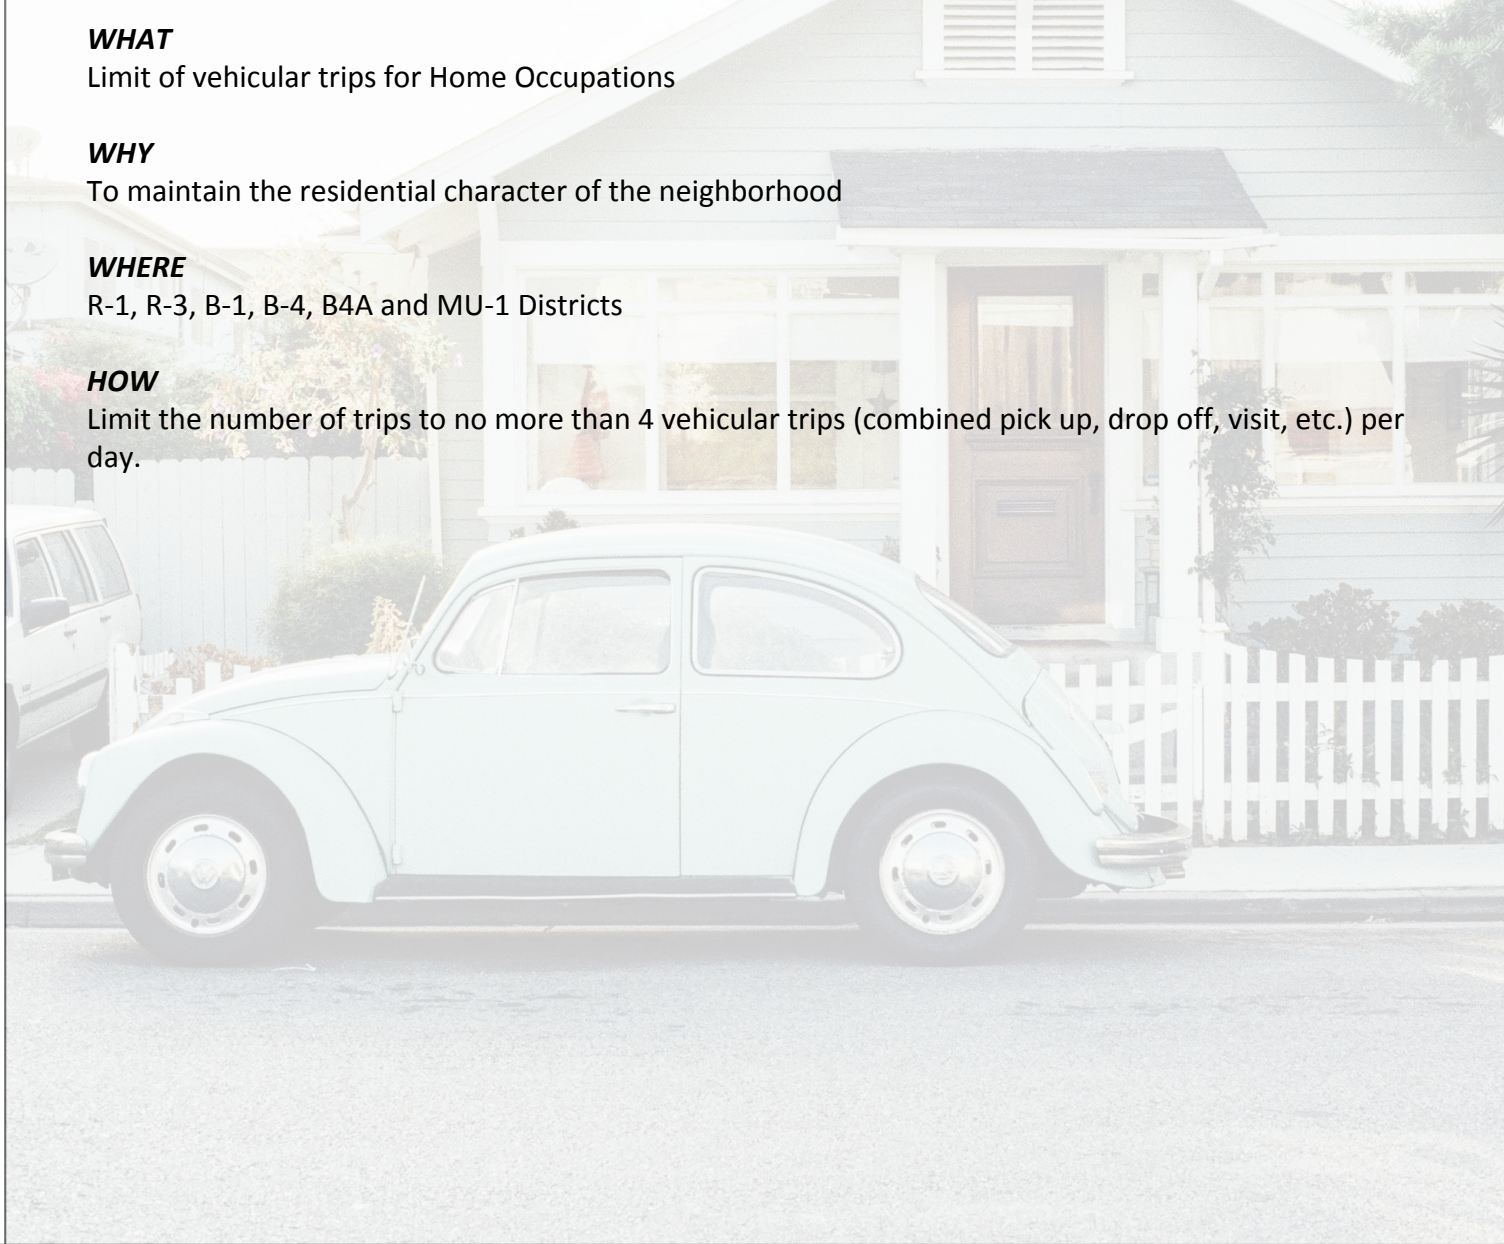 WHAT
Limit of vehicular trips for Home Occupations
WHY
To maintain the residential character of the neighborhood
WHERE
R-1, R-3, B-1, B-4, B4A and MU-1 Districts
HOW
Limit the number of trips to no more than 4 vehicular trips (combined pick up, drop off, visit, etc.) per
day.